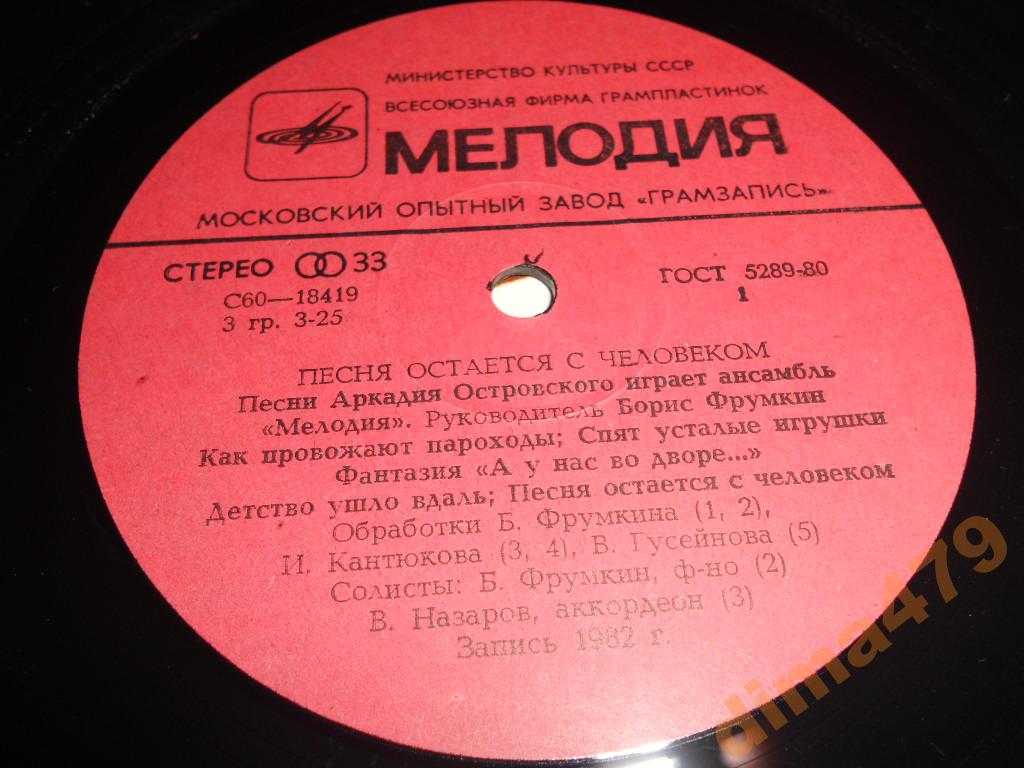 МИНИСТЕРСТВО КУЛЬТУРЫ СССР
ВСЕСОЮЗНАЯ ФИРМА ГРАМПЛАСТИНОК
МЕЛОДИЯ
МОСКОВСКИЙ ОПЫТНЫЙ ЗАВОД «ГРАМЗАПИСЬ»
СТЕРЕО 33
ГОСТ 5289-80
С60—18419
1
3 гр. 3-25
ПЕСНЯ ОСТАЕТСЯ С ЧЕЛОВЕКОМ
Песни Аркадия Островского играет ансамбль
«Мелодия». Руководитель Борис Фрумкин
Как провожают пароходы; Спят усталые игрушки
Фантазия «А у нас во дворе...»
Детство ушло вдаль; Песня остается с человеком
Обработки Б. Фрумкина (1, 2),
И. Кантюкова (3, 4), В. Гусейнова (5)
Солисты: Б. Фрумкин, ф-но (2)
В. Назаров, аккордеон (3)
Запись 1982 г.
dima479